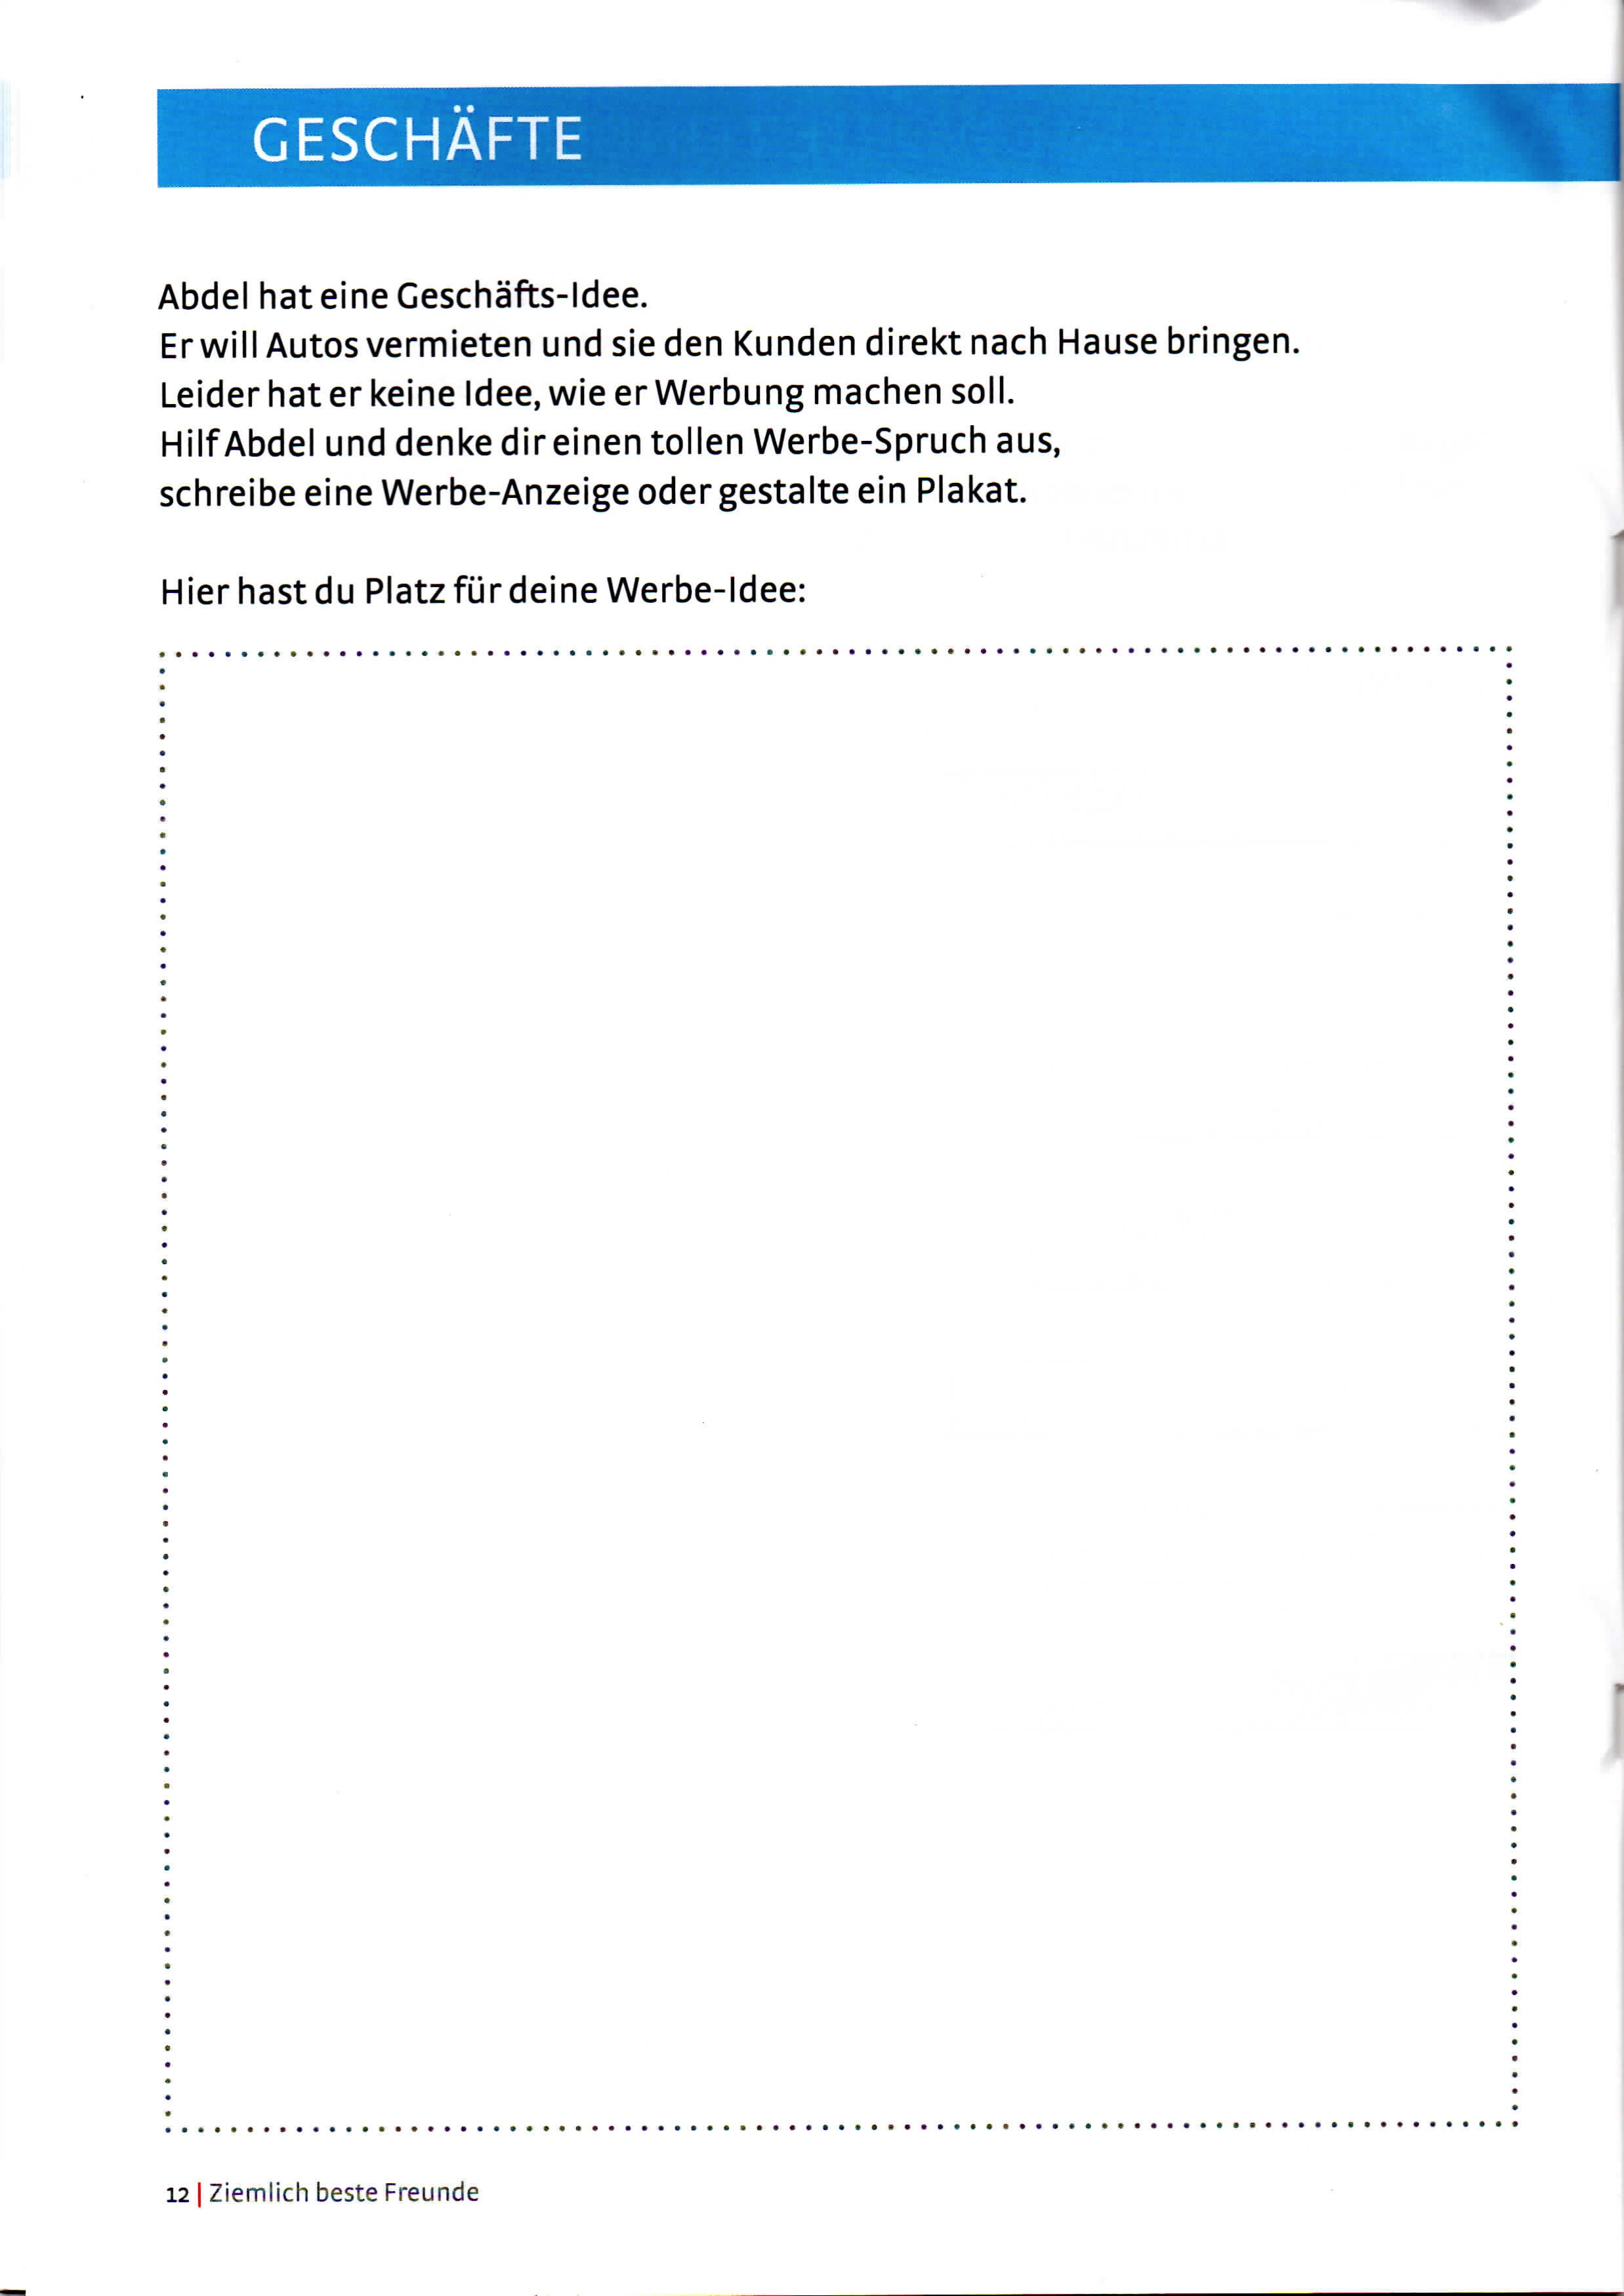 GESCHÄFTE
Abdel hat eine Geschäfts-Idee.
Er will Autos vermieten und sie den Kunden direkt nach Hause bringen.
Leider hat er keine Idee, wie er Werbung machen soll.
Hilf Abdel und denke dir einen tollen Werbe-Spruch aus,
schreibe eine Werbe-Anzeige oder gestalte ein Plakat.
Hier hast du Platz für deine Werbe-Idee:
12 | Ziemlich beste Freunde